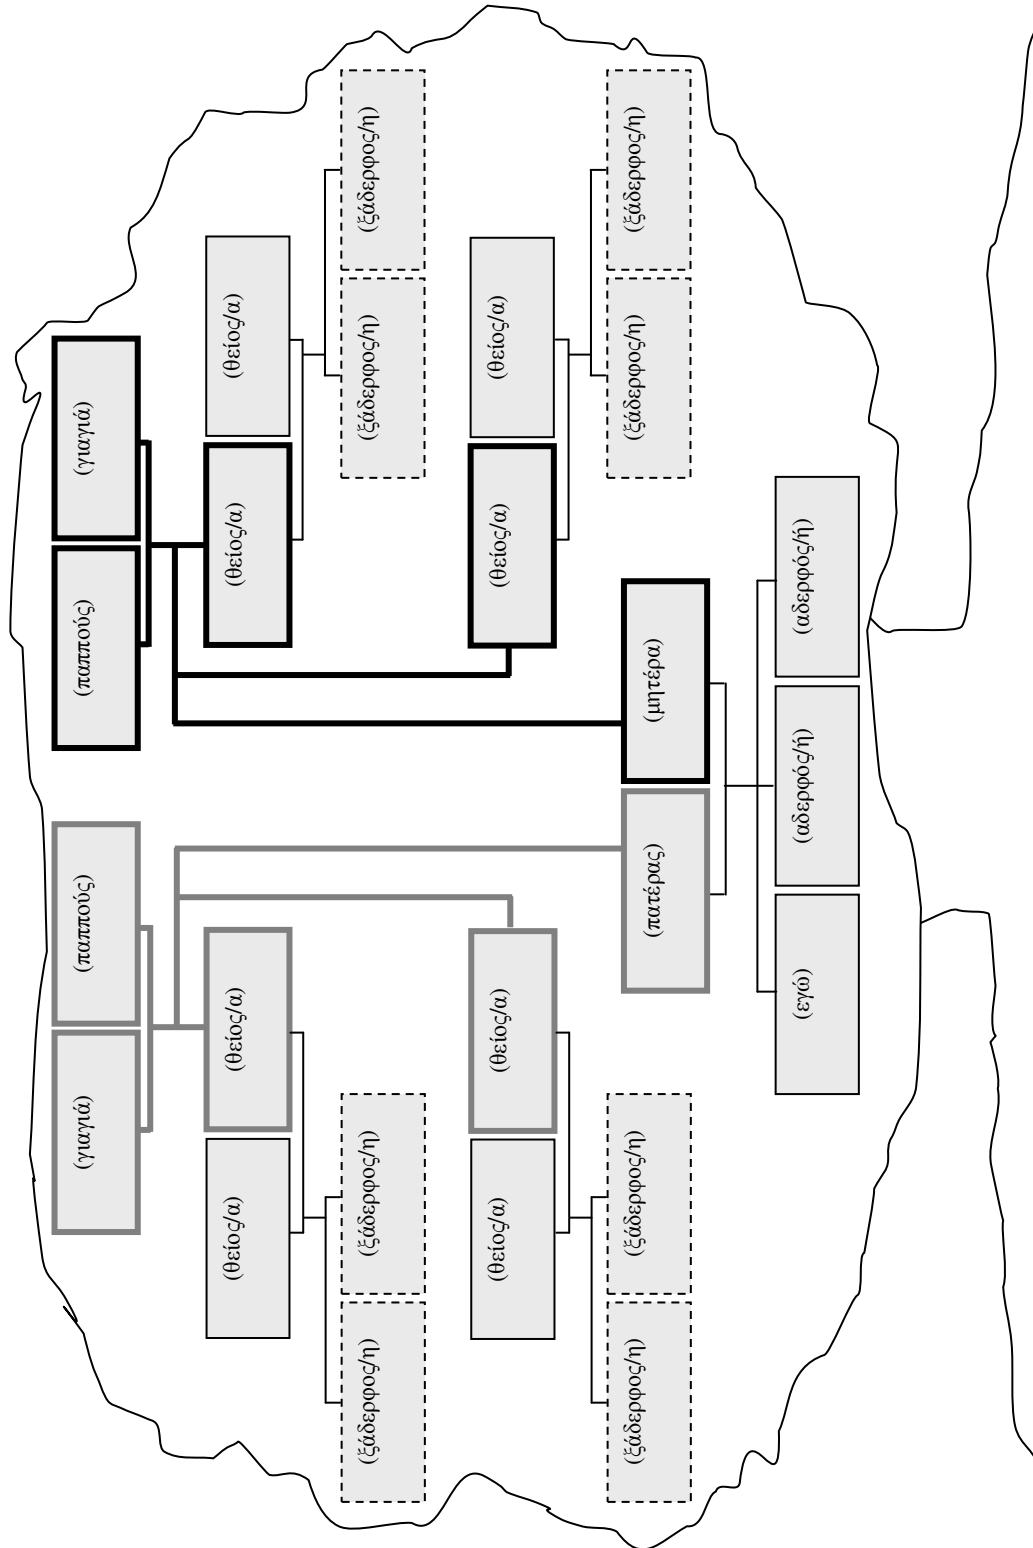 (γιαγιά)
(παππούς)
(παππούς)
(γιαγιά)
(θείος/α)
(θείος/α)
(θείος/α)
(θείος/α)
(ξάδερφος/η)
(ξάδερφος/η)
(ξάδερφος/η)
(ξάδερφος/η)
(θείος/α)
(θείος/α)
(θείος/α)
(θείος/α)
(ξάδερφος/η)
(ξάδερφος/η)
(ξάδερφος/η)
(ξάδερφος/η)
(πατέρας)
(μητέρα)
(εγώ)
(αδερφός/ή)
(αδερφός/ή)